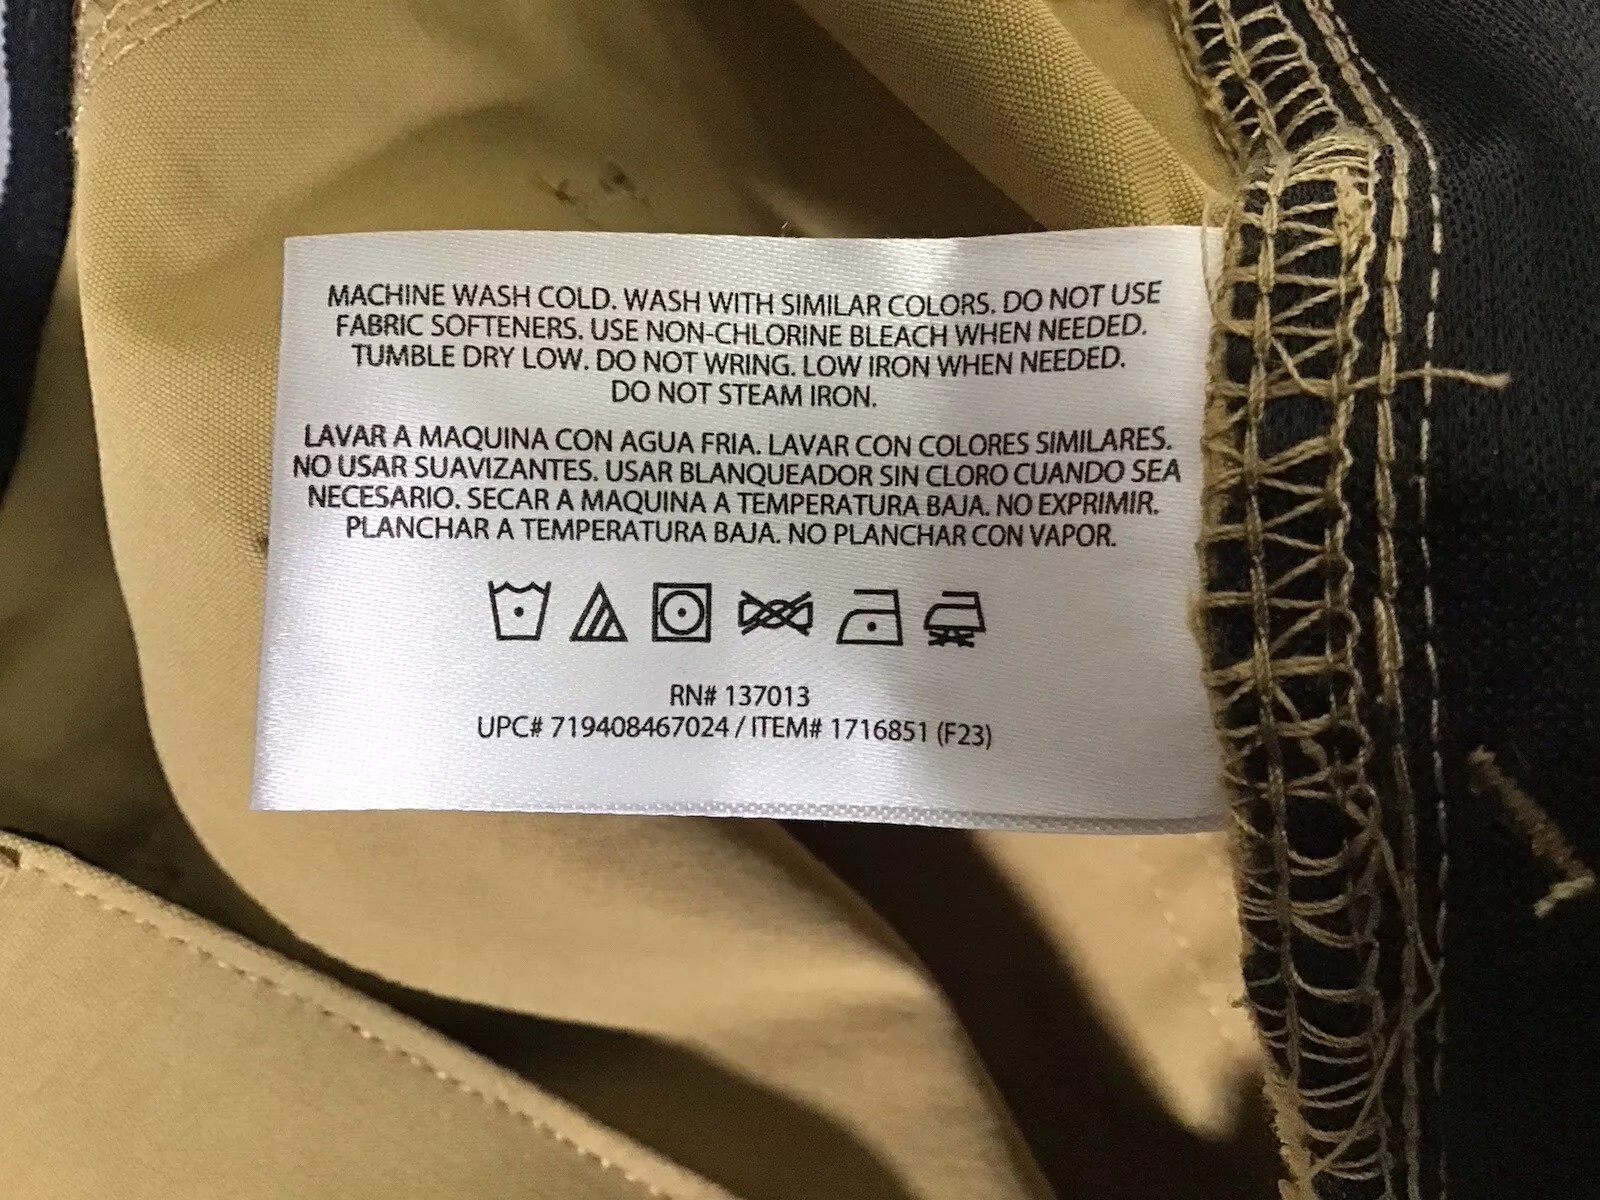 MACHINE WASH COLD. WASH WITH SIMILAR COLORS. DO NOT USE
FABRIC SOFTENERS. USE NON-CHLORINE BLEACH WHEN NEEDED.
TUMBLE DRY LOW. DO NOT WRING. LOW IRON WHEN NEEDED.
DO NOT STEAM IRON.
LAVAR A MAQUINA CON AGUA FRIA. LAVAR CON COLORES SIMILARES.
NO USAR SUAVIZANTES. USAR BLANQUEADOR SIN CLORO CUANDO SEA
NECESARIO. SECAR A MAQUINA A TEMPERATURA BAJA. NO EXPRIMIR.
PLANCHAR A TEMPERATURA BAJA. NO PLANCHAR CON VAPOR.
RN# 137013
UPC# 719408467024 / ITEM# 1716851 (F23)